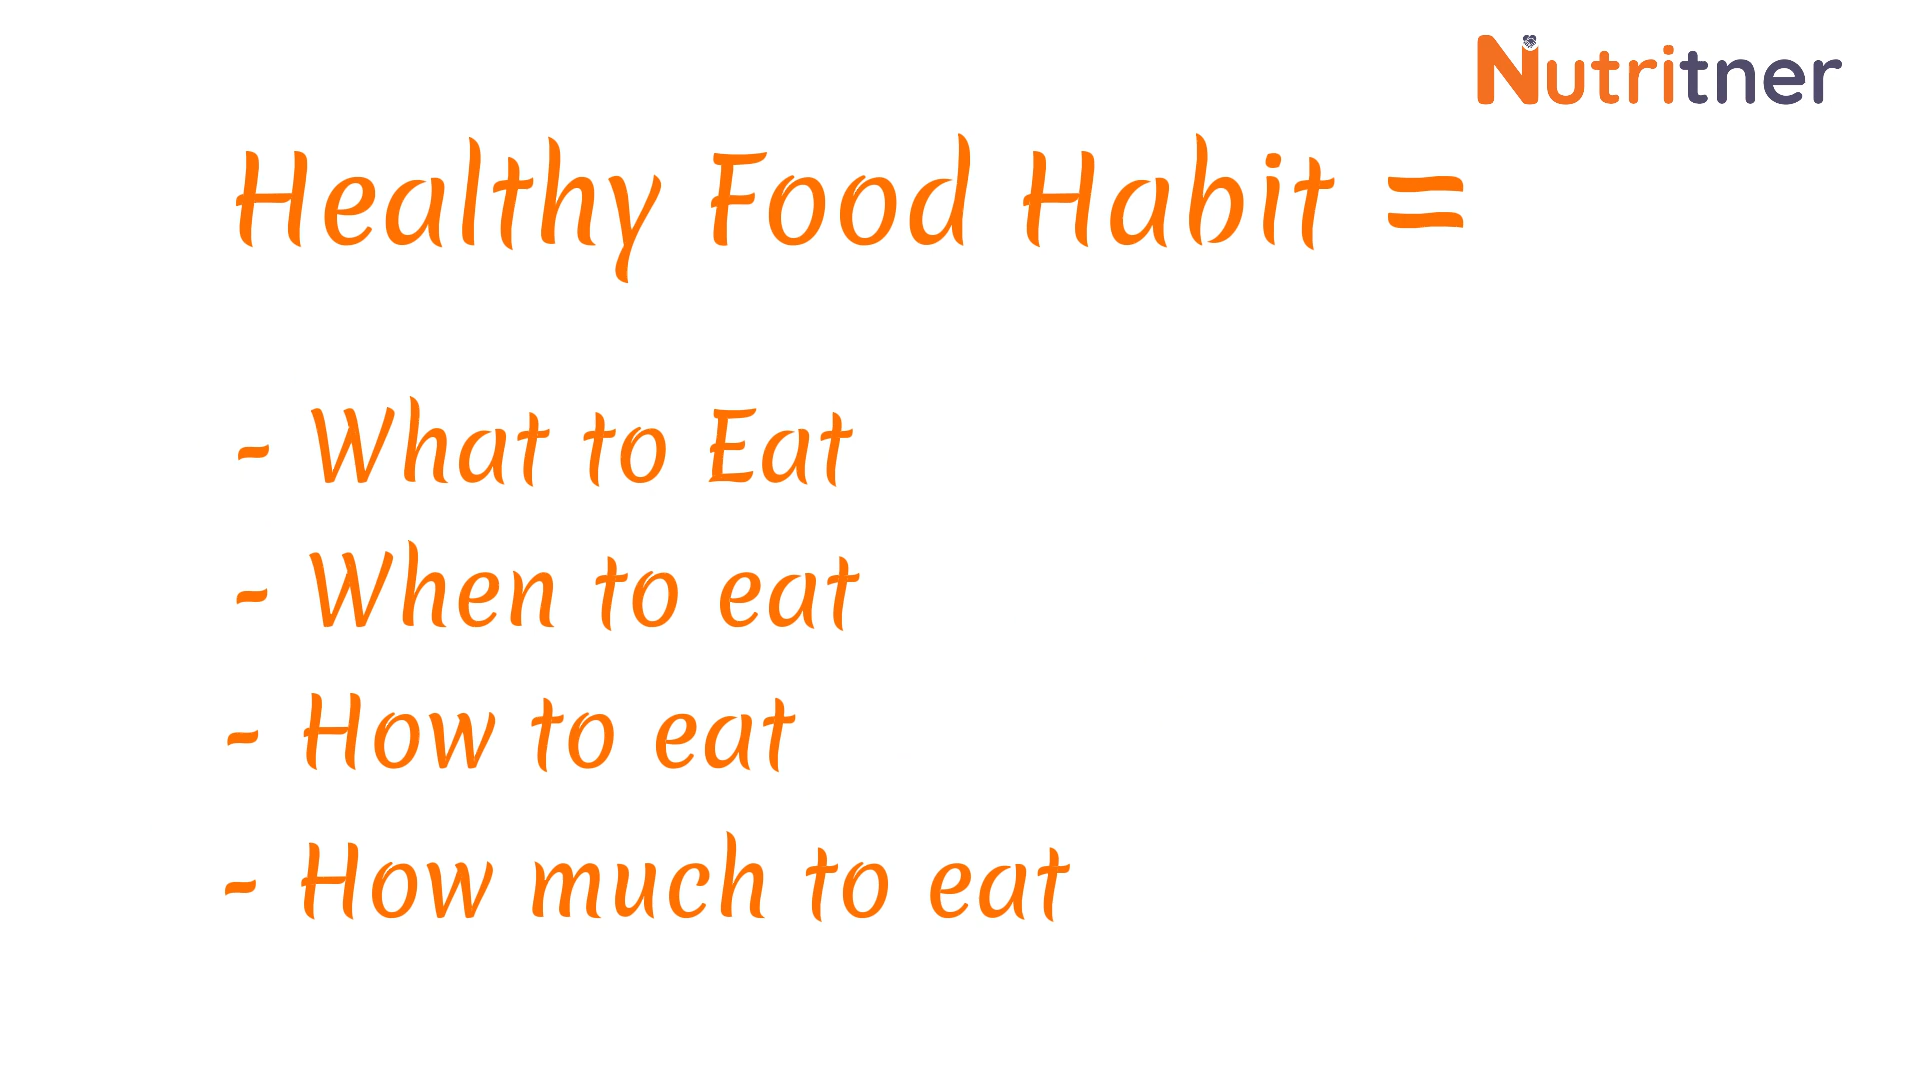 Nutritner
Healthy Food Habit =
- What to Eat
- When to eat
- How to eat
- How much to eat